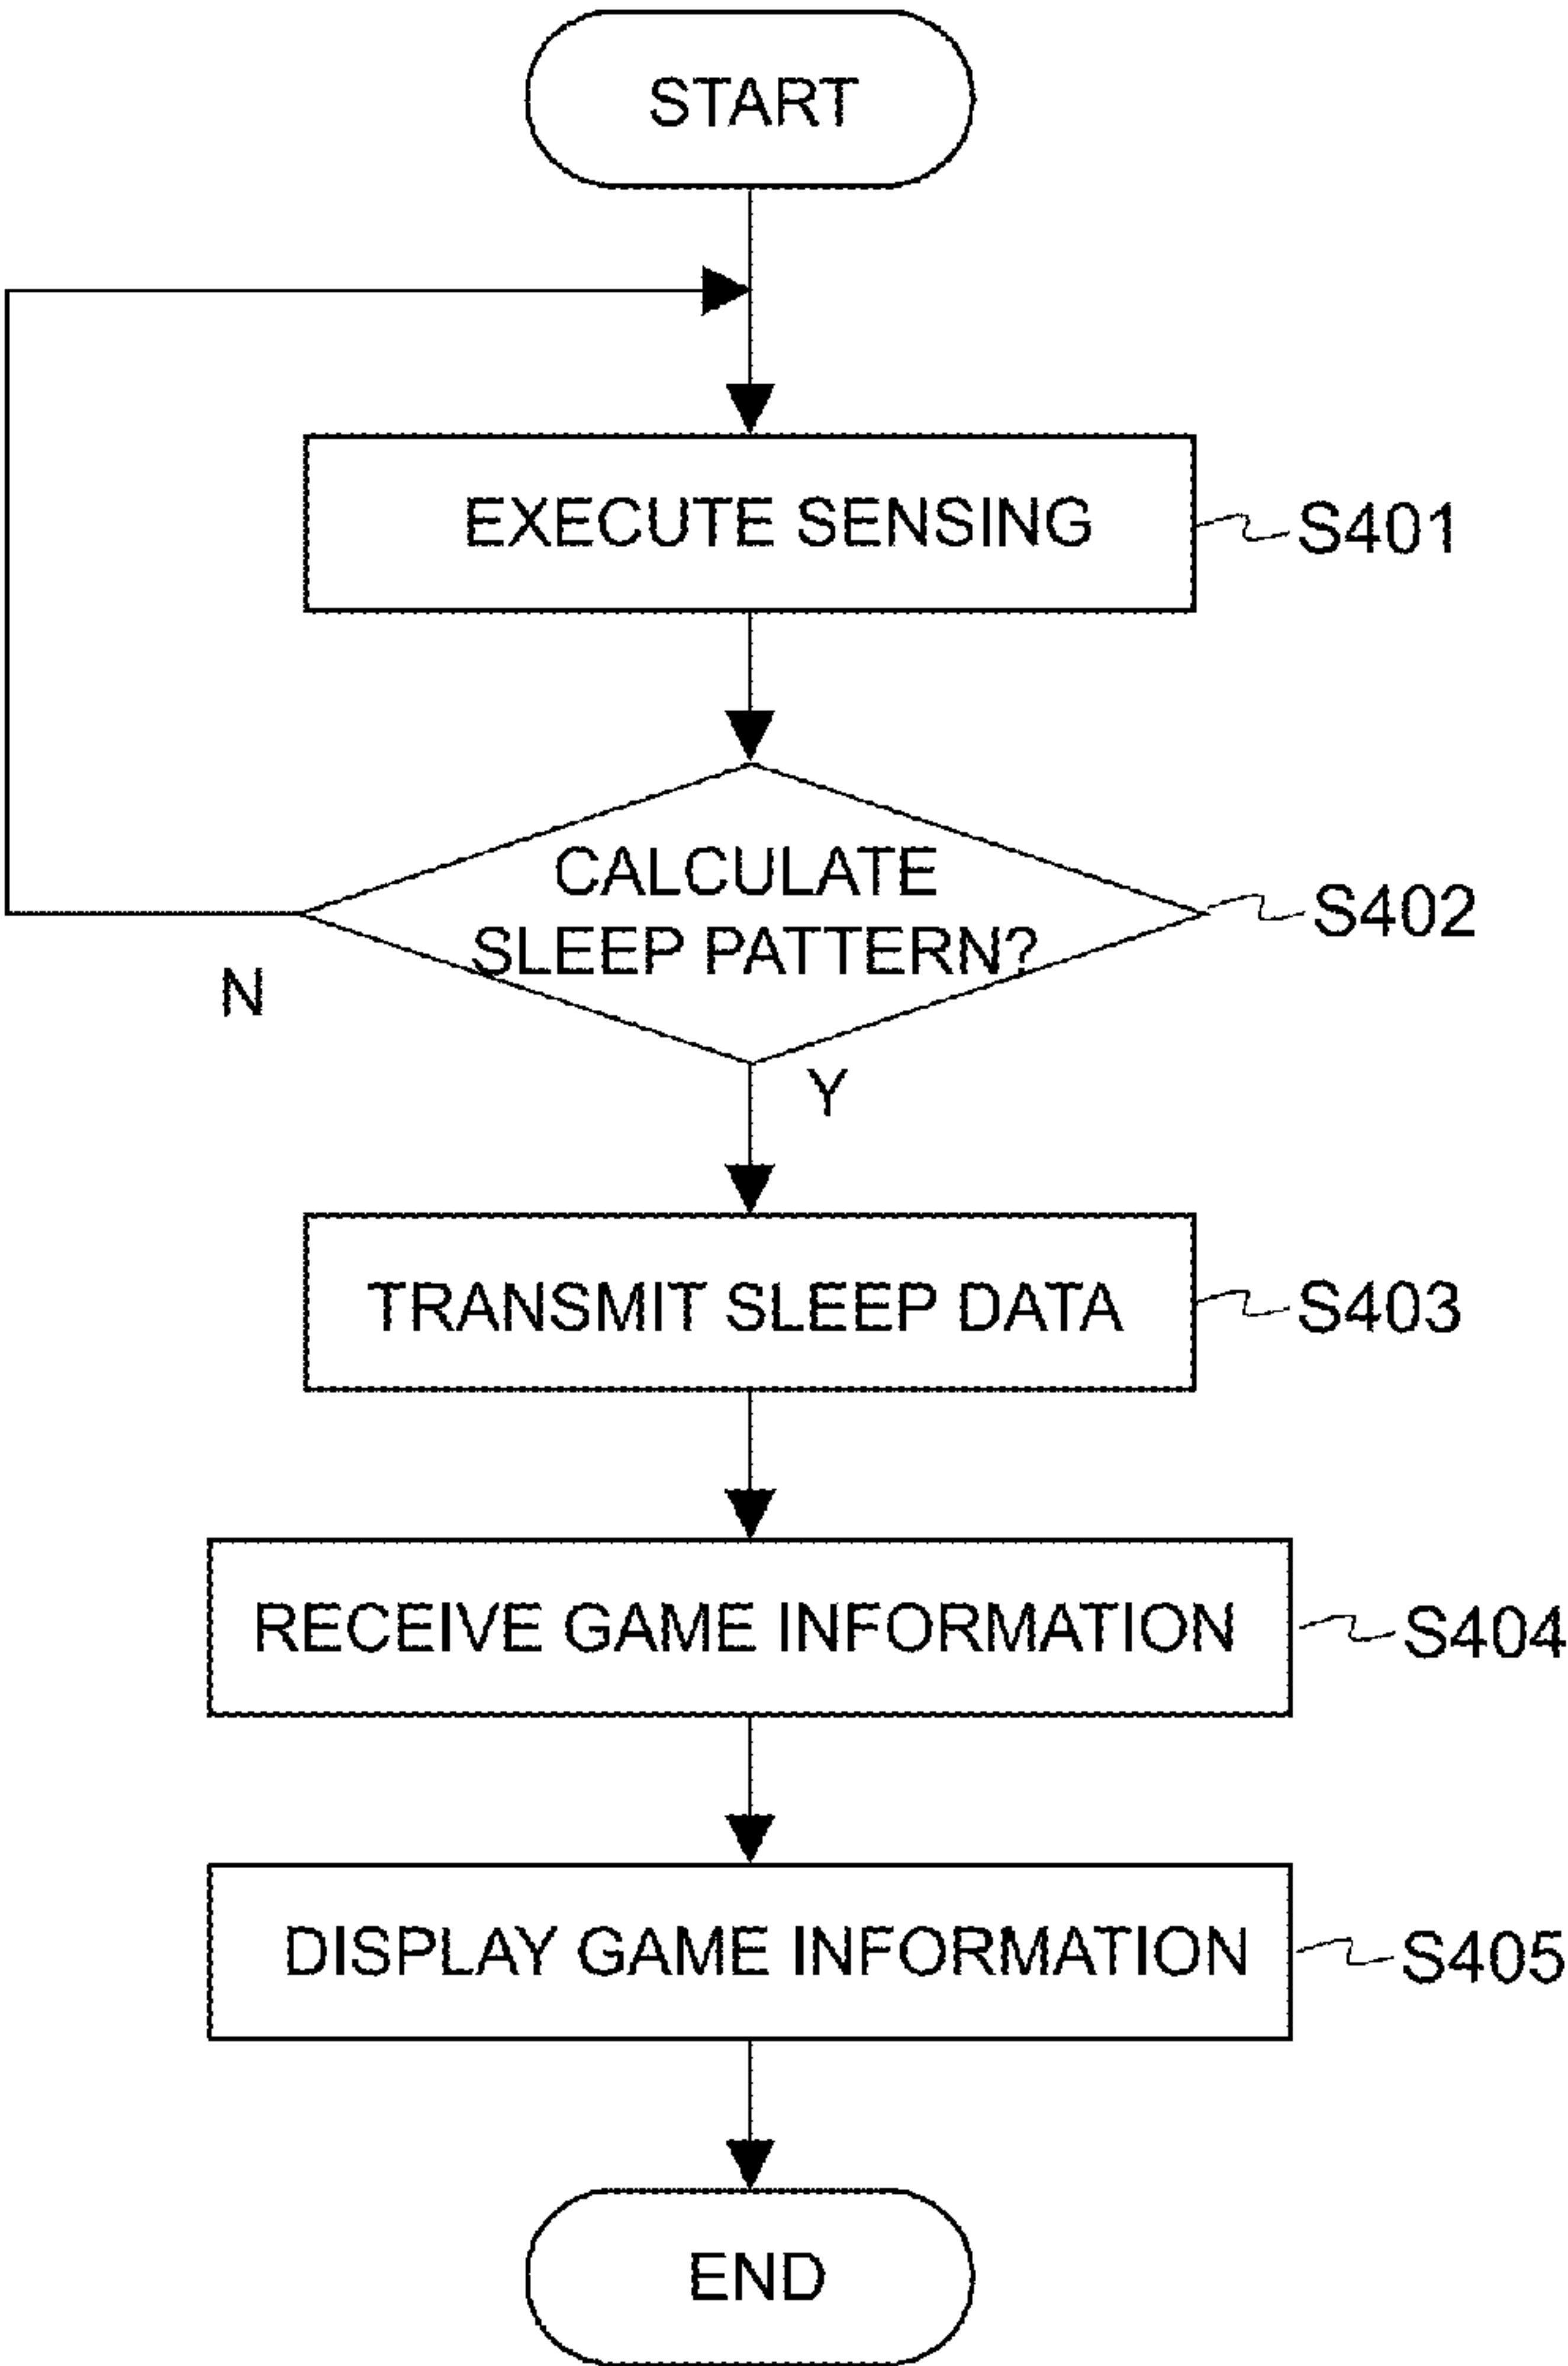 START
EXECUTE SENSING
S401
CALCULATE
SLEEP PATTERN?
S402
N
Y
TRANSMIT SLEEP DATA
S403
RECEIVE GAME INFORMATION
S404
DISPLAY GAME INFORMATION
S405
END